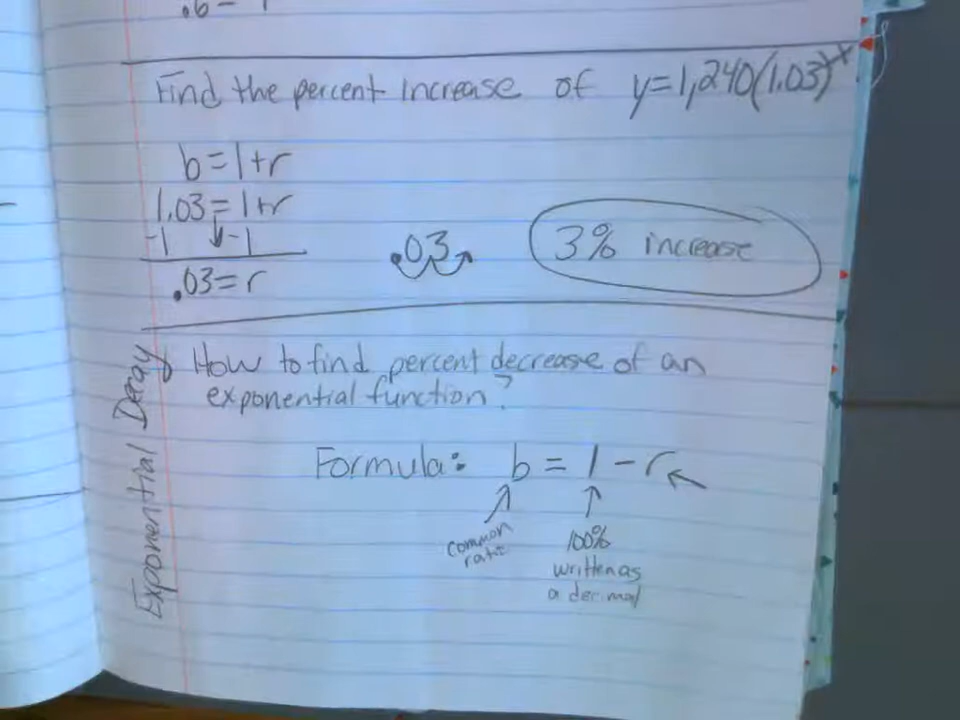 .6 = 1
Find the percent increase of y=1,240(1.03)^x
b=1+r
1.03=1+r
-1 -1
.03=r
.03
3% increase
How to find percent decrease of an
exponential function?
Exponential Decay
Formula: b = 1 - r
common
ratio
100%
written as
a decimal